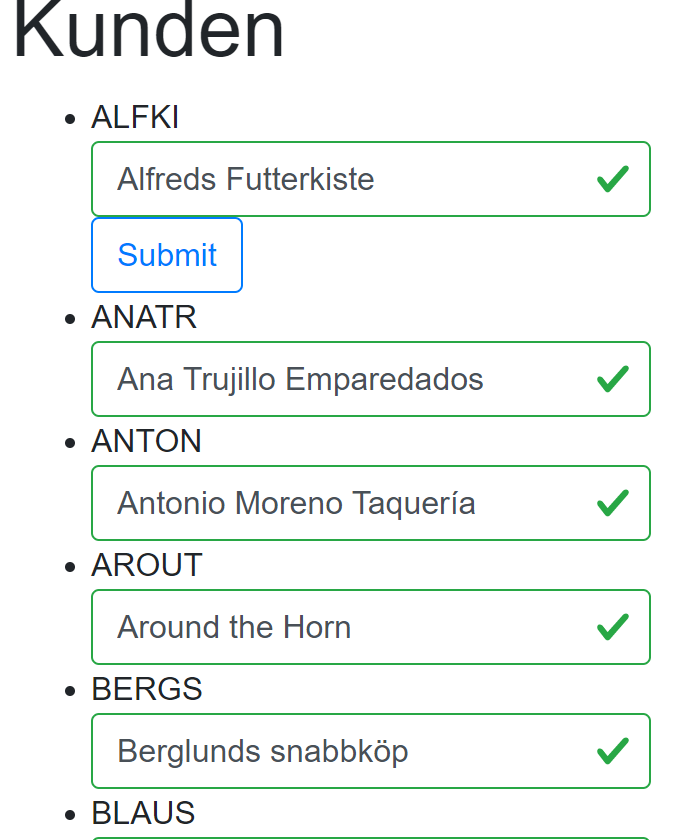 Kunden
ALFKI
Alfreds Futterkiste
Submit
ANATR
Ana Trujillo Emparedados
ANTON
Antonio Moreno Taquería
AROUT
Around the Horn
BERGS
Berglunds snabbköp
BLAUS